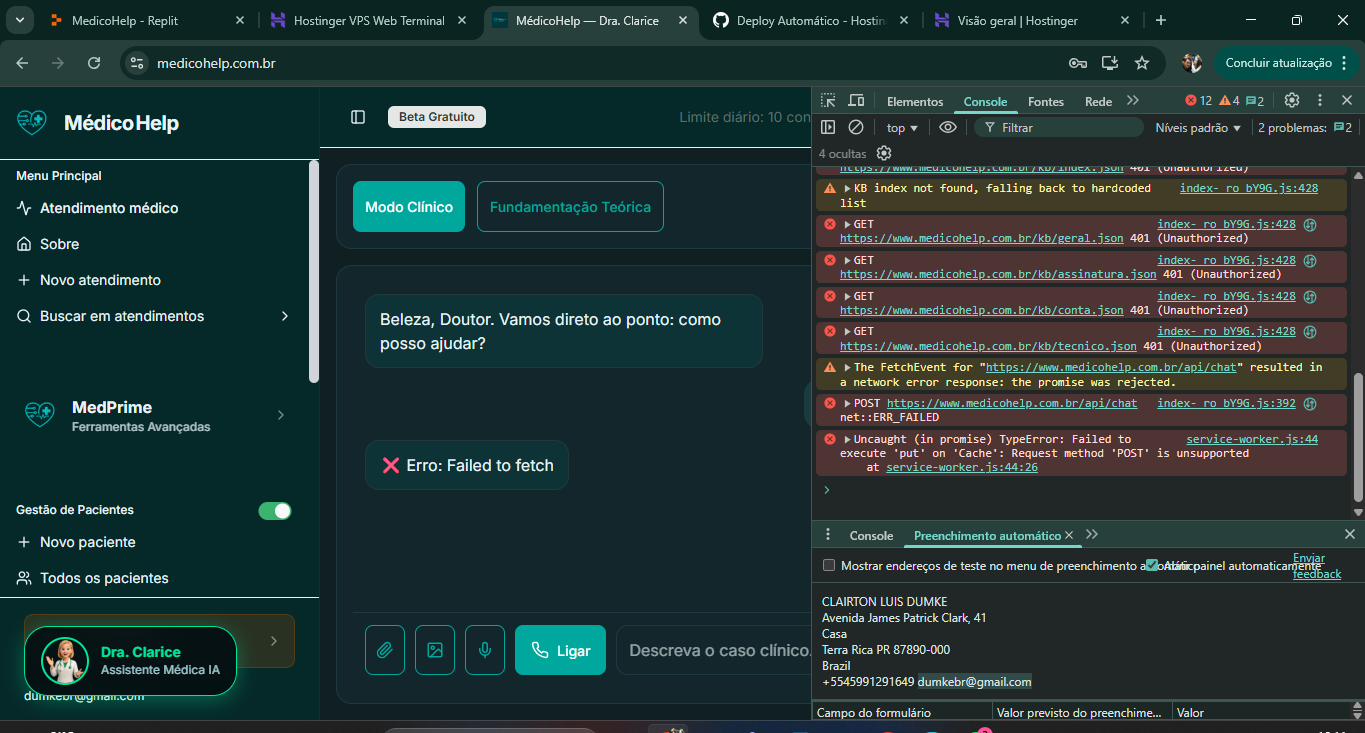 MedicoHelp - Replit
Hostinger VPS Web Terminal
MédicoHelp — Dra. Clarice
Deploy Automático - Hostin
Visão geral | Hostinger
medicohelp.com.br
Concluir atualização
MédicoHelp
Menu Principal
Atendimento médico
Sobre
Novo atendimento
Buscar em atendimentos
MedPrime
Ferramentas Avançadas
Gestão de Pacientes
Novo paciente
Todos os pacientes
Dra. Clarice
Assistente Médica IA
dumkebr@gmail.com
Beta Gratuito
Limite diário: 10 con
Modo Clínico
Fundamentação Teórica
Beleza, Doutor. Vamos direto ao ponto: como
posso ajudar?
❌ Erro: Failed to fetch
Ligar
Descreva o caso clínico.
Elementos Console Fontes Rede
12 4 2
top
Filtrar
Níveis padrão
2 problemas: 2
4 ocultas
https://www.medicohelp.com.br/kb/index.json 401 (Unauthorized)
KB index not found, falling back to hardcoded index- ro bY9G.js:428
list
GET index- ro bY9G.js:428
https://www.medicohelp.com.br/kb/geral.json 401 (Unauthorized)
GET index- ro bY9G.js:428
https://www.medicohelp.com.br/kb/assinatura.json 401 (Unauthorized)
GET index- ro bY9G.js:428
https://www.medicohelp.com.br/kb/conta.json 401 (Unauthorized)
GET index- ro bY9G.js:428
https://www.medicohelp.com.br/kb/tecnico.json 401 (Unauthorized)
The FetchEvent for "https://www.medicohelp.com.br/api/chat" resulted in
a network error response: the promise was rejected.
POST https://www.medicohelp.com.br/api/chat index- ro bY9G.js:392
net::ERR_FAILED
Uncaught (in promise) TypeError: Failed to service-worker.js:44
execute 'put' on 'Cache': Request method 'POST' is unsupported
at service-worker.js:44:26
Console Preenchimento automático
Mostrar endereços de teste no menu de preenchimento automático
painel automaticamente
Enviar
feedback
CLAIRTON LUIS DUMKE
Avenida James Patrick Clark, 41
Casa
Terra Rica PR 87890-000
Brazil
+5545991291649 dumkebr@gmail.com
Campo do formulário Valor previsto do preenchime... Valor